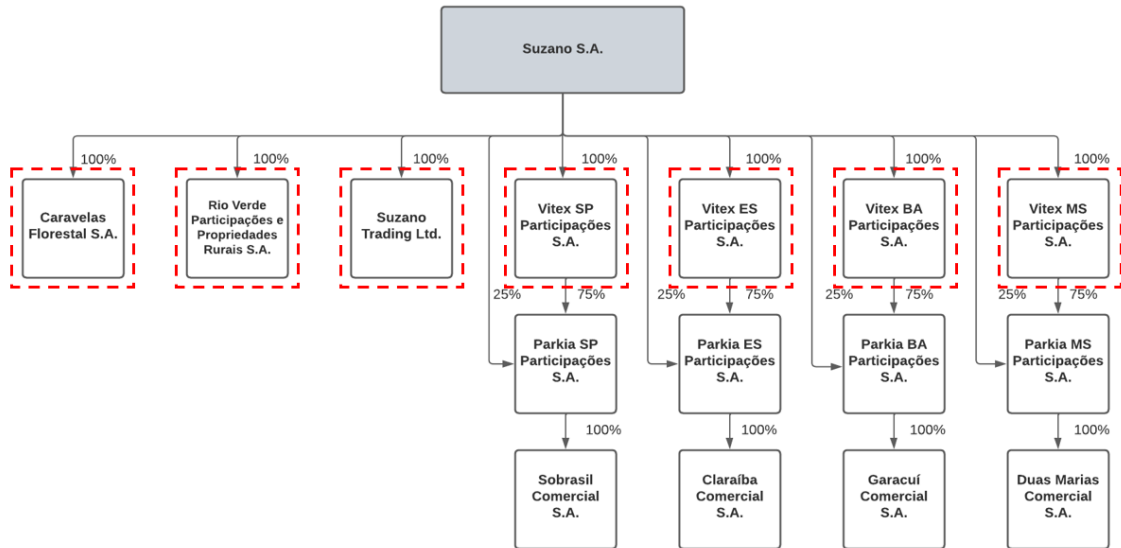 Suzano S.A.
100%
100%
100%
100%
100%
100%
100%
Caravelas
Florestal S.A.
Rio Verde
Participações e
Propriedades
Rurais S.A.
Suzano
Trading Ltd.
Vitex SP
Participações
S.A.
Vitex ES
Participações
S.A.
Vitex BA
Participações
S.A.
Vitex MS
Participações
S.A.
25%
75%
25%
75%
25%
75%
25%
75%
Parkia SP
Participações
S.A.
Parkia ES
Participações
S.A.
Parkia BA
Participações
S.A.
Parkia MS
Participações
S.A.
100%
100%
100%
100%
Sobrasil
Comercial
S.A.
Claraíba
Comercial
S.A.
Garacuí
Comercial
S.A.
Duas Marias
Comercial
S.A.